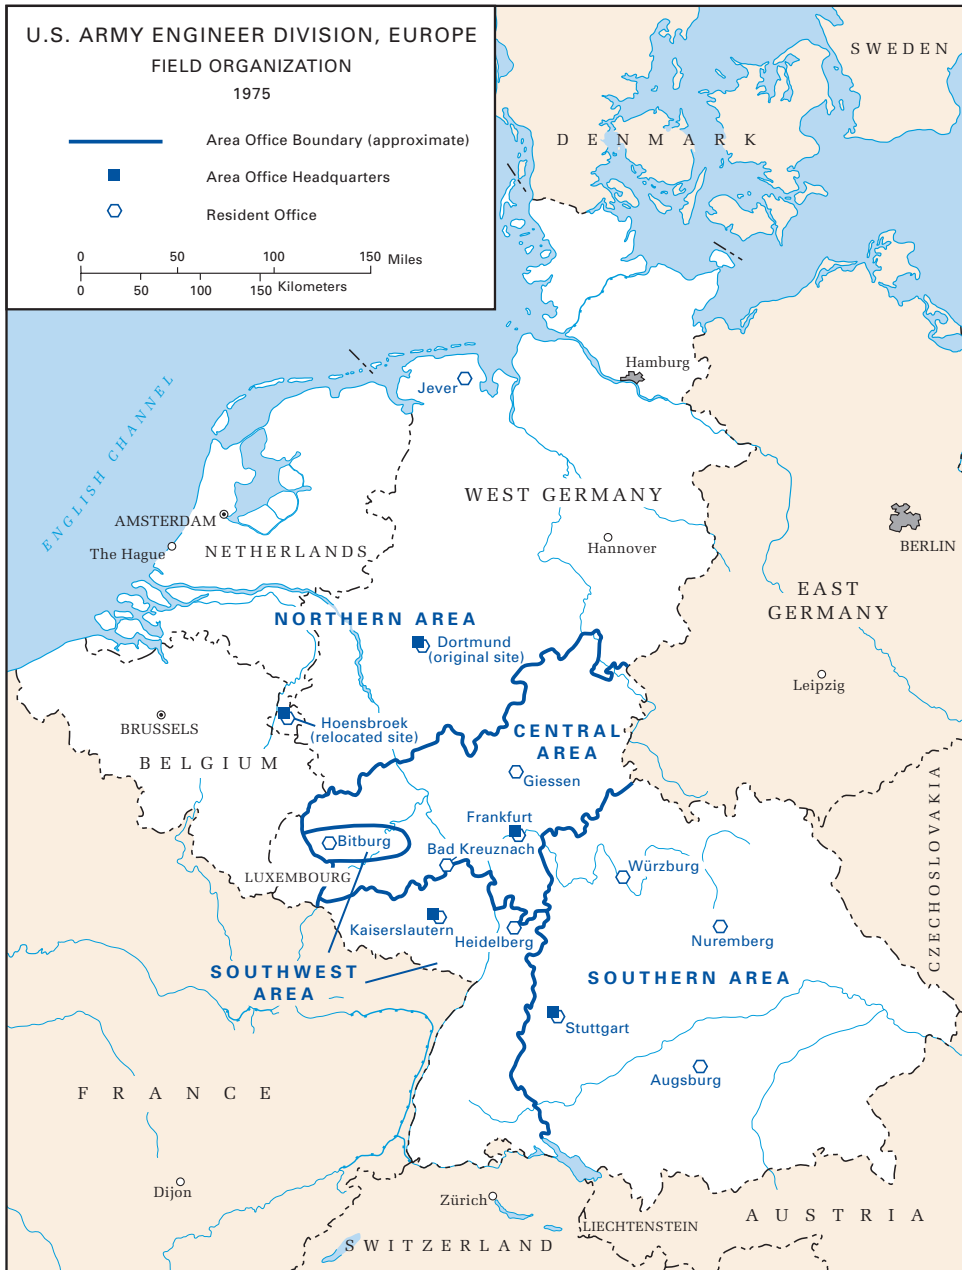 U.S. ARMY ENGINEER DIVISION, EUROPE
FIELD ORGANIZATION
1975
Area Office Boundary (approximate)
Area Office Headquarters
Resident Office
0 50 100 150 Miles
0 50 100 150 Kilometers
SWEDEN
DENMARK
Hamburg
Jever
ENGLISH CHANNEL
WEST GERMANY
AMSTERDAM
The Hague
NETHERLANDS
Hannover
BERLIN
EAST
GERMANY
NORTHERN AREA
Dortmund
(original site)
Leipzig
BRUSSELS
Hoensbroek
(relocated site)
CENTRAL
AREA
BELGIUM
Giessen
CZECHOSLOVAKIA
Frankfurt
Bitburg
Bad Kreuznach
LUXEMBOURG
Würzburg
Kaiserslautern
Heidelberg
Nuremberg
SOUTHWEST
AREA
SOUTHERN AREA
Stuttgart
Augsburg
FRANCE
Dijon
Zürich
LIECHTENSTEIN
AUSTRIA
SWITZERLAND